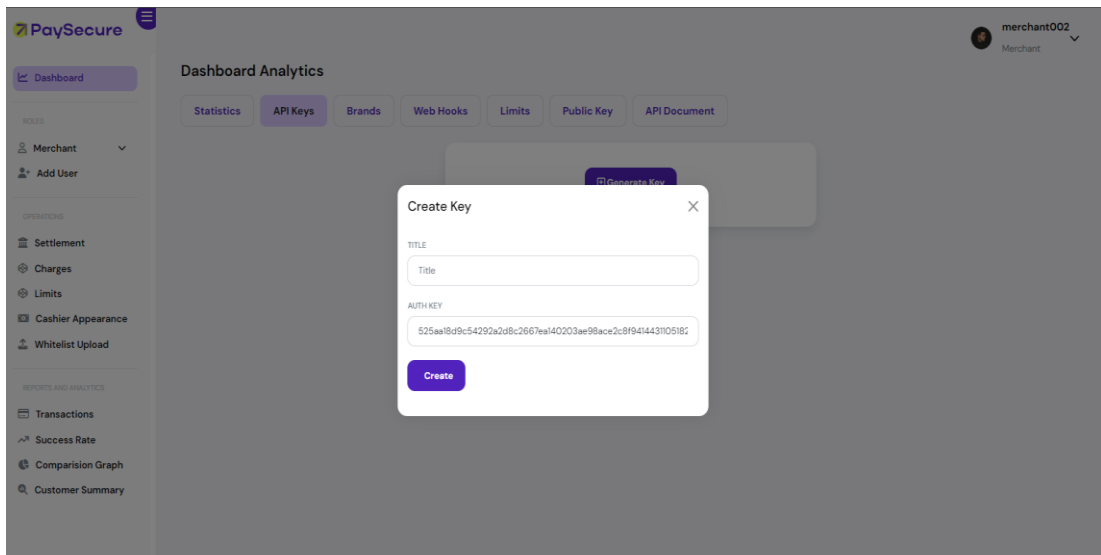 PaySecure
merchant002
Merchant
Dashboard
Dashboard Analytics
Statistics
API Keys
Brands
Web Hooks
Limits
Public Key
API Document
Merchant
Add User
OPERATIONS
Settlement
Charges
Limits
Cashier Appearance
Whitelist Upload
REPORTS AND ANALYTICS
Transactions
Success Rate
Comparision Graph
Customer Summary
Generate Key
Create Key
TITLE
Title
AUTH KEY
525aa18d9c54292a2d8c2667ea140203ae98ace2c8f9414431105182
Create